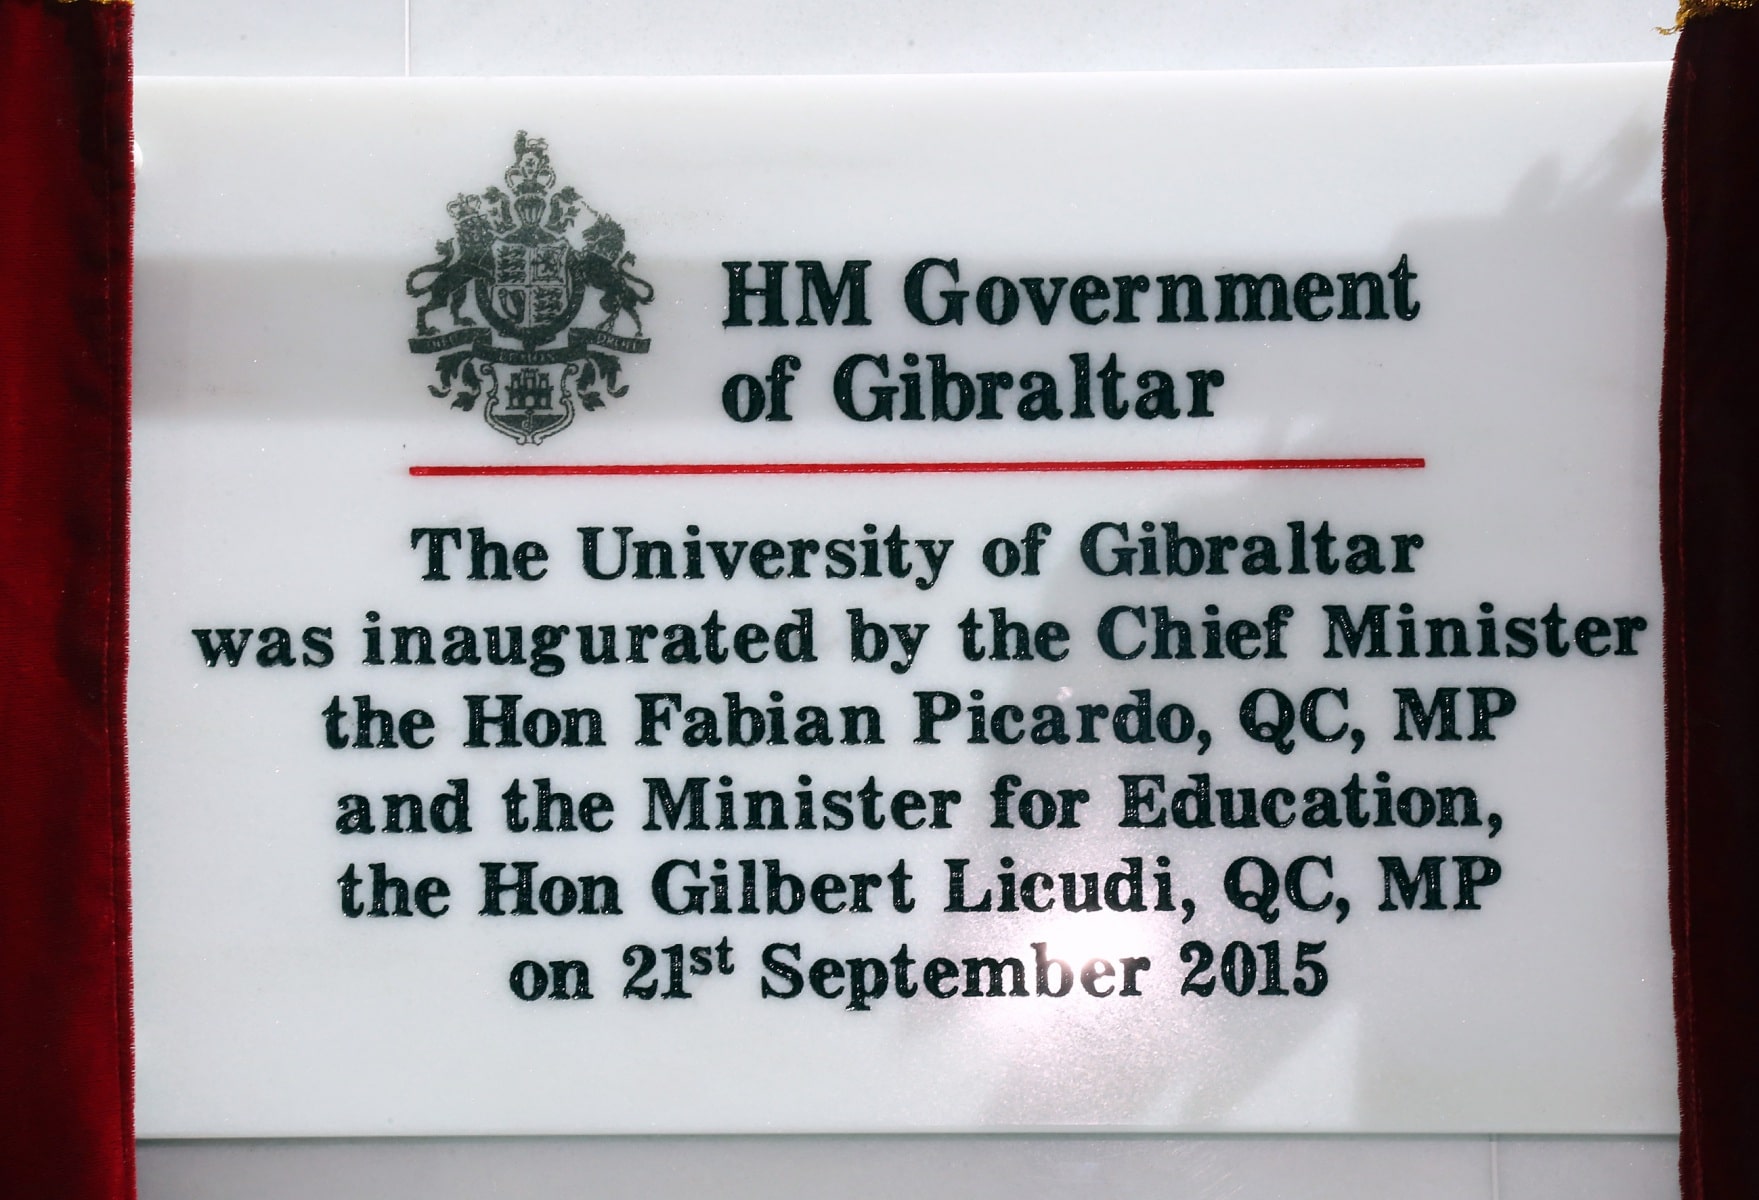 HM Government
of Gibraltar
The University of Gibraltar
was inaugurated by the Chief Minister
the Hon Fabian Picardo, QC, MP
and the Minister for Education,
the Hon Gilbert Licudi, QC, MP
on 21st September 2015